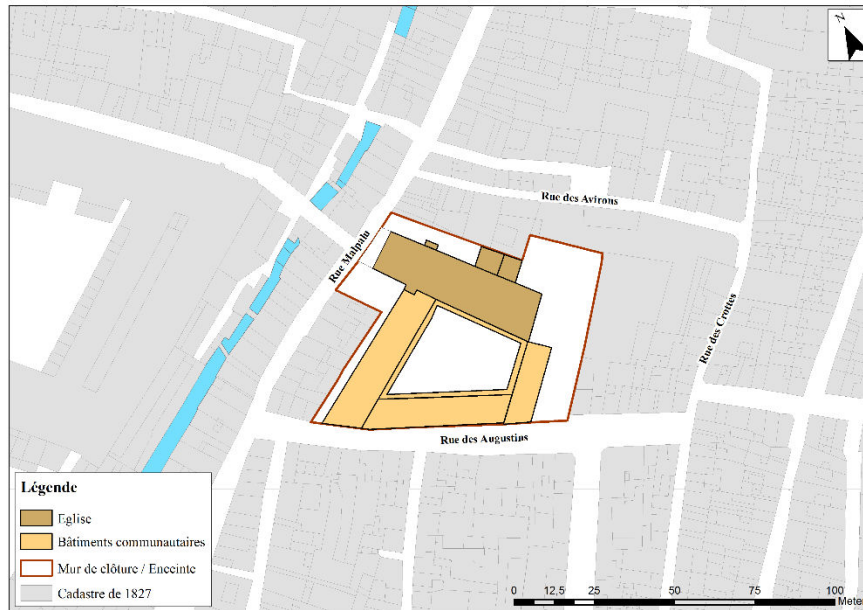 N
Rue des Avirons
Rue Malpalu
Rue des Crottes
Rue des Augustins
Légende
Eglise
Bâtiments communautaires
Mur de clôture / Enceinte
Cadastre de 1827
0 12,5 25 50 75 100
Mete